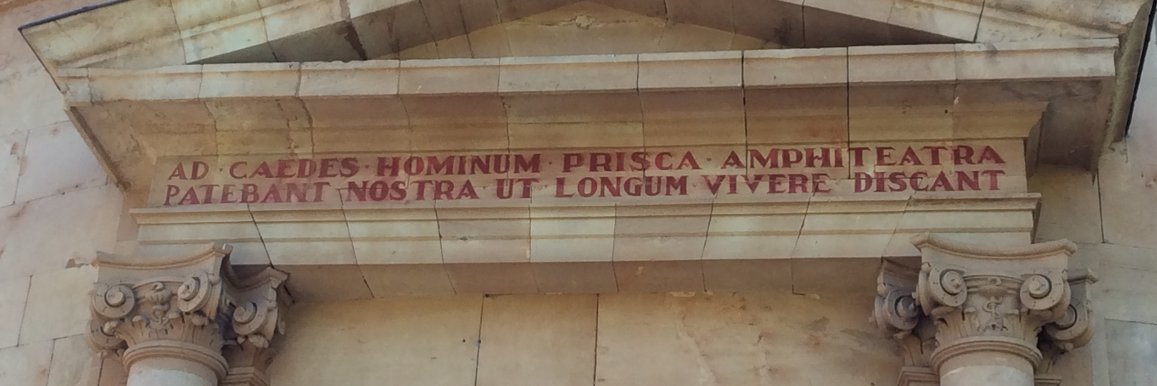 AD CAEDES · HOMINUM · PRISCA · AMPHITEATRA
PATEBANT · NOSTRA · UT · LONGUM · VIVERE · DISCANT